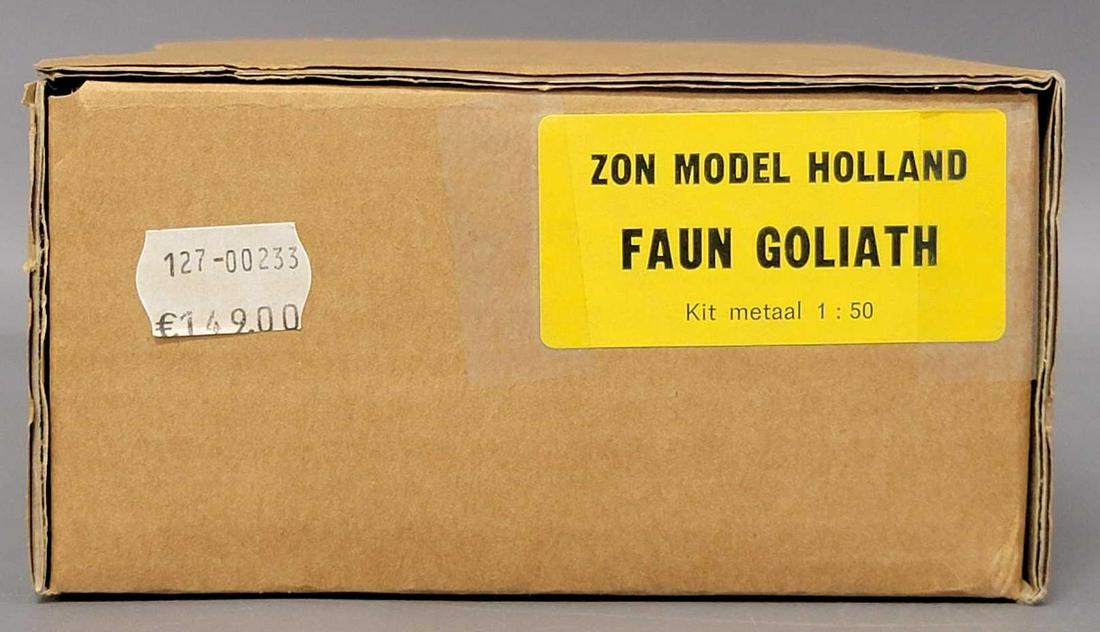 127-00233
€149.00
ZON MODEL HOLLAND
FAUN GOLIATH
Kit metaal 1 : 50